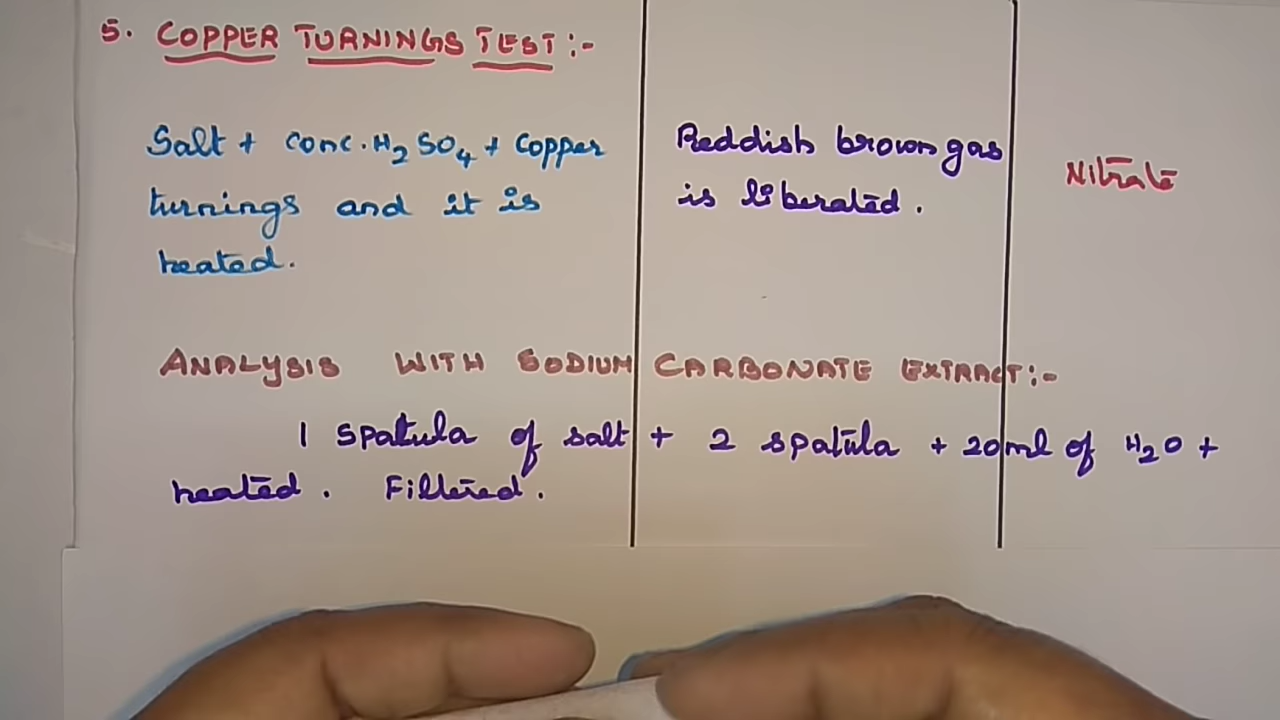 5. COPPER TURNINGS TEST:-
Salt + conc. H₂SO₄ + Copper
turnings and it is
heated.
Reddish brown gas
is liberated.
Nitrate
ANALYSIS WITH SODIUM CARBONATE EXTRACT:-
1 spatula of salt + 2 spatula + 20ml of H₂O +
heated. Filtered.